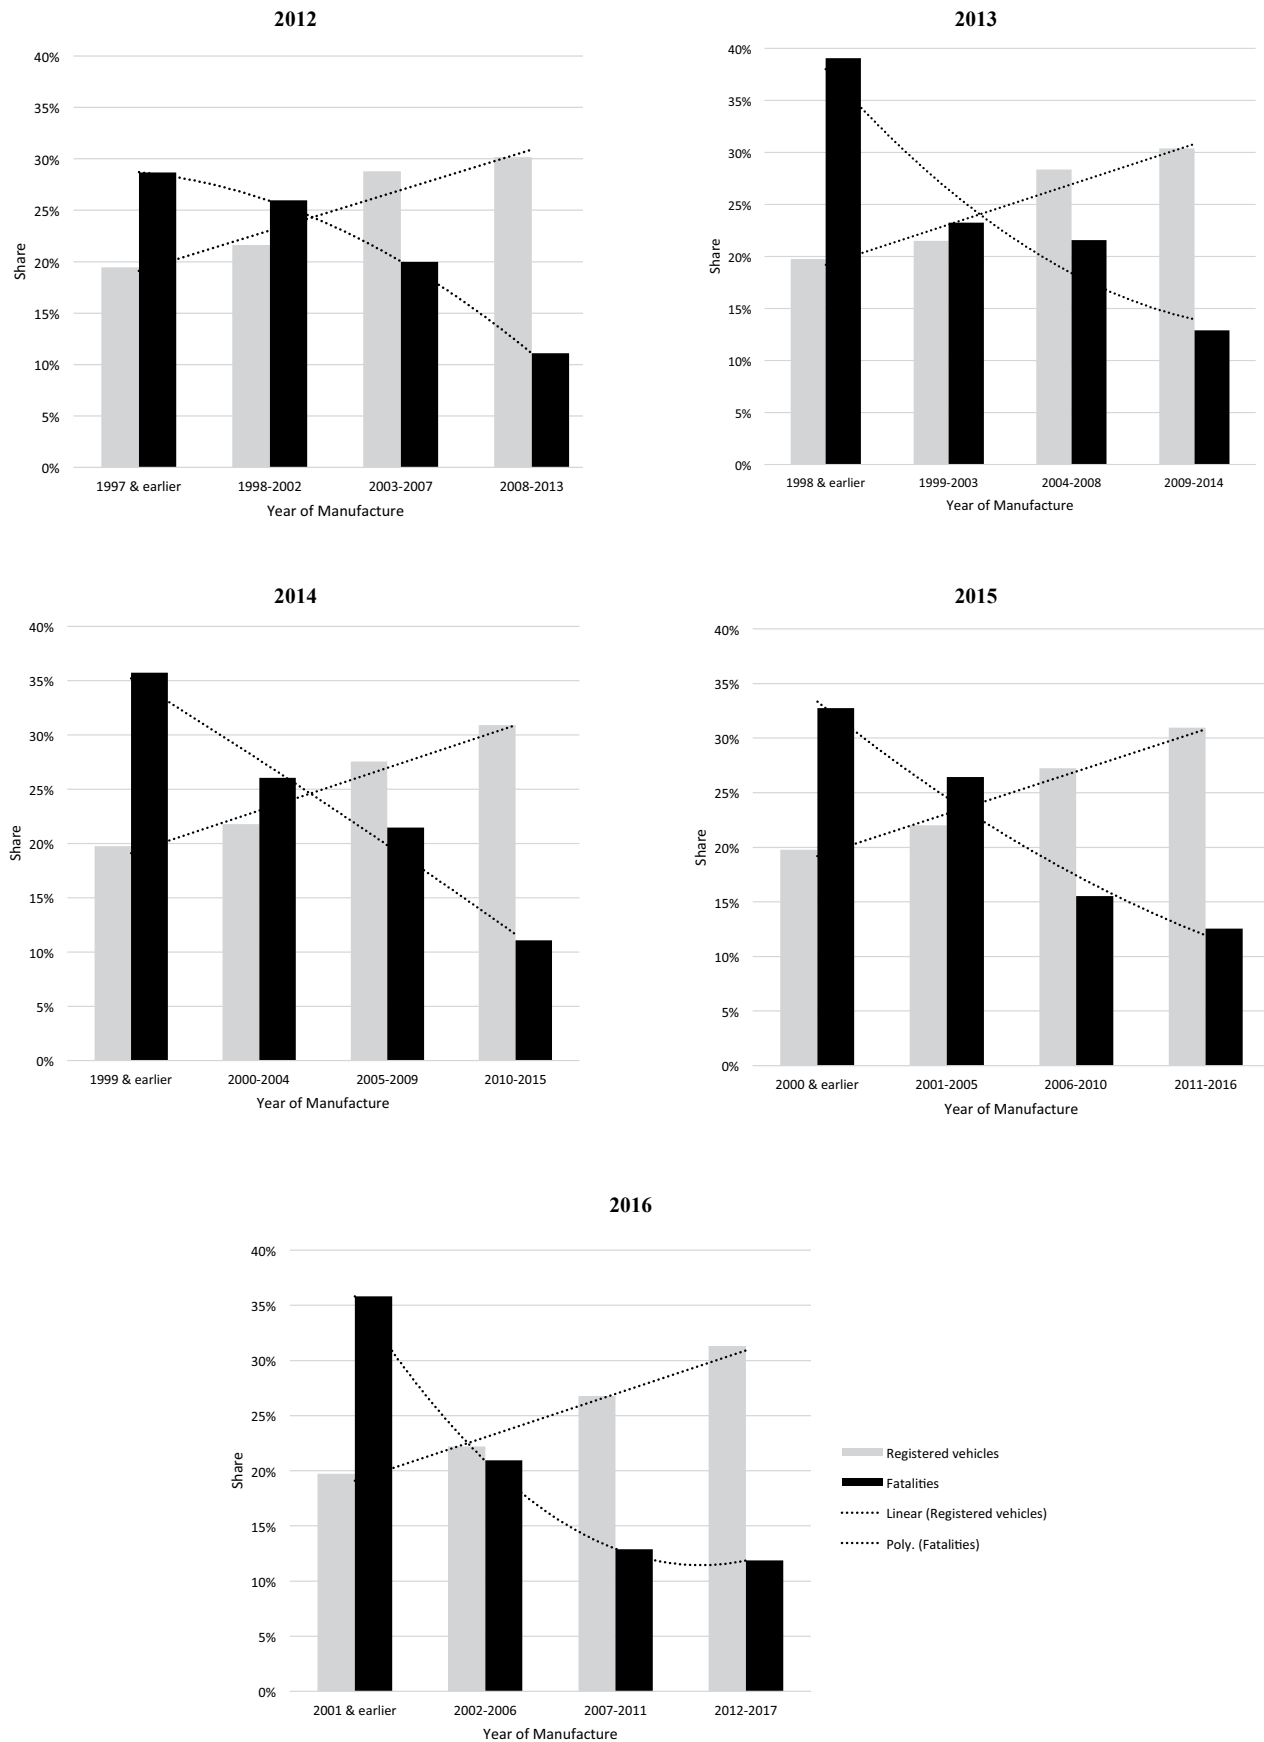 2012
40%
35%
30%
25%
20%
15%
10%
5%
0%
Share
1997 & earlier 1998-2002 2003-2007 2008-2013
Year of Manufacture
2013
40%
35%
30%
25%
20%
15%
10%
5%
0%
Share
1998 & earlier 1999-2003 2004-2008 2009-2014
Year of Manufacture
2014
40%
35%
30%
25%
20%
15%
10%
5%
0%
Share
1999 & earlier 2000-2004 2005-2009 2010-2015
Year of Manufacture
2015
40%
35%
30%
25%
20%
15%
10%
5%
0%
Share
2000 & earlier 2001-2005 2006-2010 2011-2016
Year of Manufacture
2016
40%
35%
30%
25%
20%
15%
10%
5%
0%
Share
2001 & earlier 2002-2006 2007-2011 2012-2017
Year of Manufacture
Registered vehicles
Fatalities
Linear (Registered vehicles)
Poly. (Fatalities)